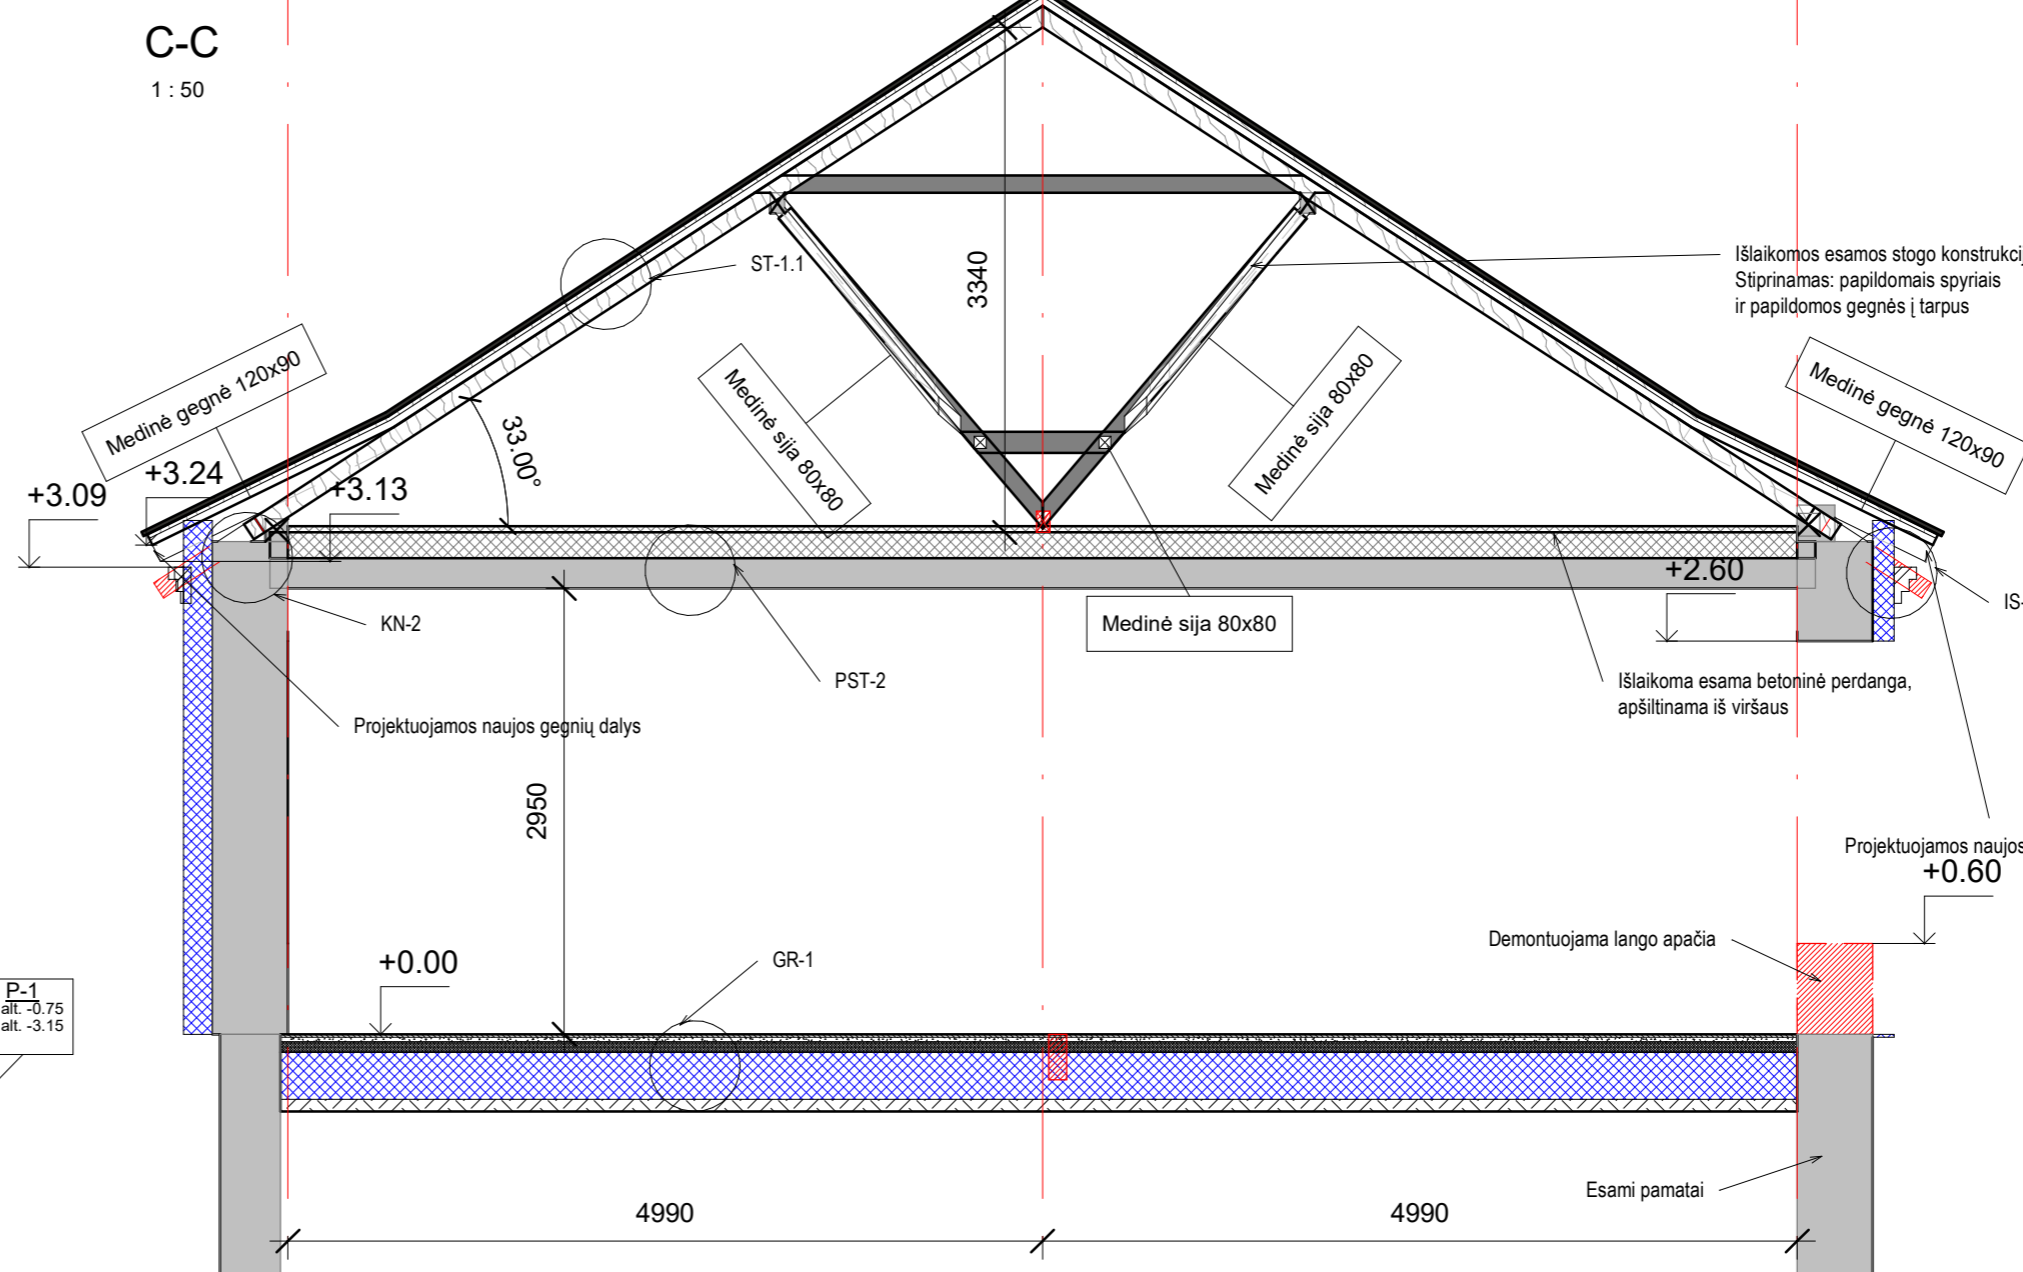 C-C
1 : 50
ST-1.1
3340
Išlaikomos esamos stogo konstrukcij
Stiprinamas: papildomais spyriais
ir papildomos gegnės į tarpus
Medinė gegnė 120x90
Medinė sija 80x80
Medinė sija 80x80
Medinė gegnė 120x90
33.00°
+3.09
+3.24
+3.13
+2.60
KN-2
PST-2
Medinė sija 80x80
IS-
Išlaikoma esama betoninė perdanga,
apšiltinama iš viršaus
Projektuojamos naujos gegnių dalys
2950
Projektuojamos naujos
+0.60
Demontuojama lango apačia
+0.00
GR-1
P-1
alt. -0.75
alt. -3.15
Esami pamatai
4990
4990